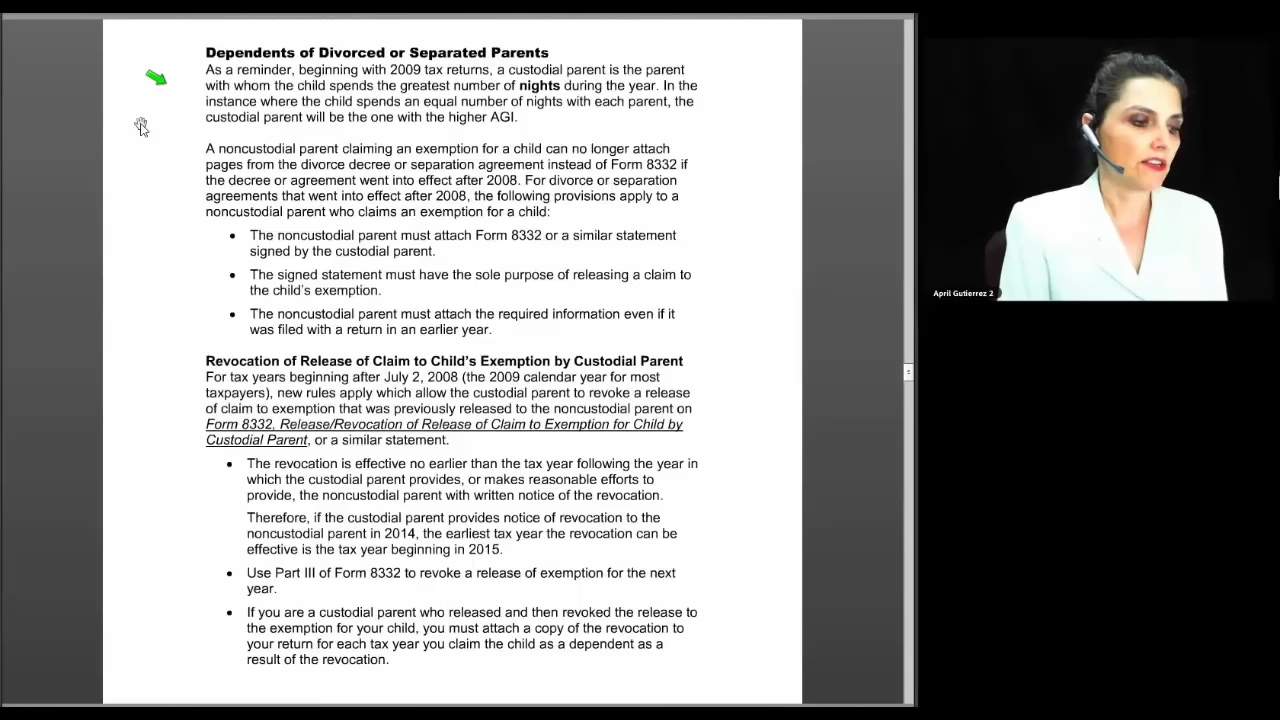 Dependents of Divorced or Separated Parents
As a reminder, beginning with 2009 tax returns, a custodial parent is the parent
with whom the child spends the greatest number of nights during the year. In the
instance where the child spends an equal number of nights with each parent, the
custodial parent will be the one with the higher AGI.
A noncustodial parent claiming an exemption for a child can no longer attach
pages from the divorce decree or separation agreement instead of Form 8332 if
the decree or agreement went into effect after 2008. For divorce or separation
agreements that went into effect after 2008, the following provisions apply to a
noncustodial parent who claims an exemption for a child:
• The noncustodial parent must attach Form 8332 or a similar statement
signed by the custodial parent.
• The signed statement must have the sole purpose of releasing a claim to
the child's exemption.
• The noncustodial parent must attach the required information even if it
was filed with a return in an earlier year.
Revocation of Release of Claim to Child's Exemption by Custodial Parent
For tax years beginning after July 2, 2008 (the 2009 calendar year for most
taxpayers), new rules apply which allow the custodial parent to revoke a release
of claim to exemption that was previously released to the noncustodial parent on
Form 8332, Release/Revocation of Release of Claim to Exemption for Child by
Custodial Parent, or a similar statement.
• The revocation is effective no earlier than the tax year following the year in
which the custodial parent provides, or makes reasonable efforts to
provide, the noncustodial parent with written notice of the revocation.
Therefore, if the custodial parent provides notice of revocation to the
noncustodial parent in 2014, the earliest tax year the revocation can be
effective is the tax year beginning in 2015.
• Use Part III of Form 8332 to revoke a release of exemption for the next
year.
• If you are a custodial parent who released and then revoked the release to
the exemption for your child, you must attach a copy of the revocation to
your return for each tax year you claim the child as a dependent as a
result of the revocation.
April Gutierrez 2